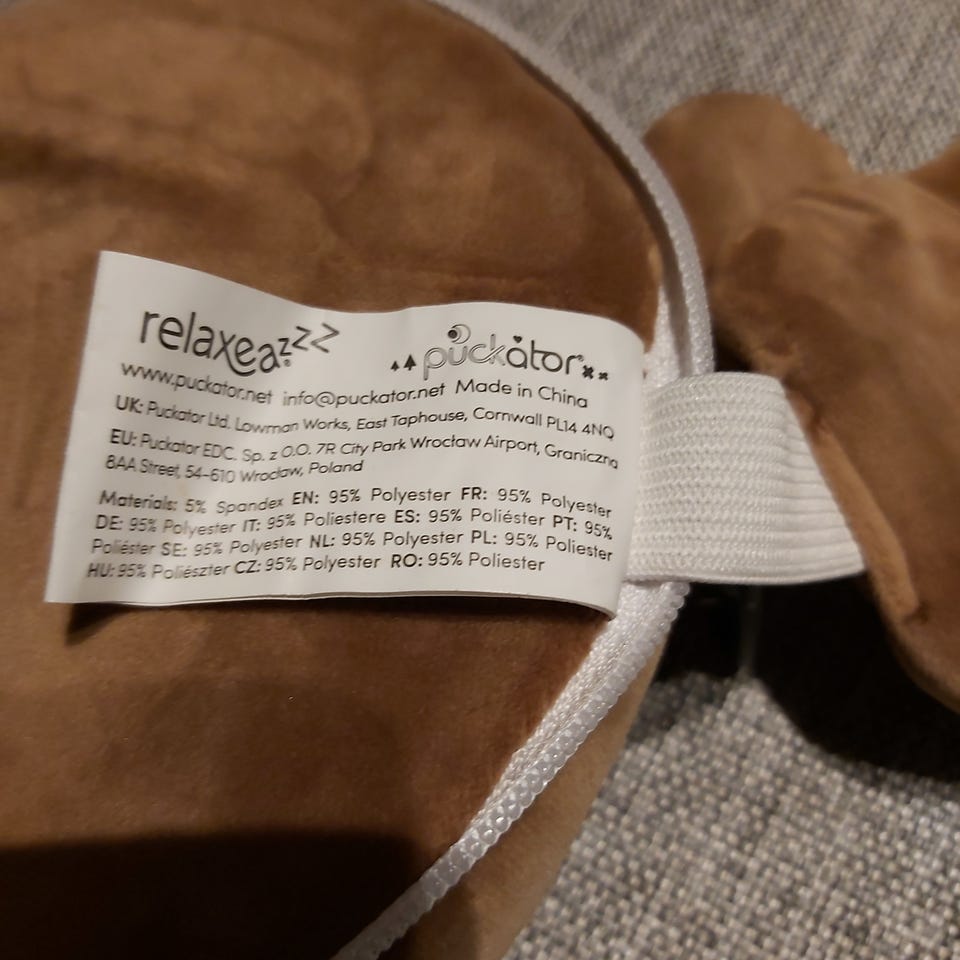 relaxeazzZ
puckator
www.puckator.net info@puckator.net Made in China
UK: Puckator Ltd. Lowman Works, East Taphouse, Cornwall PL14 4NQ
EU: Puckator EDC. Sp. z O.O. 7R City Park Wrocław Airport, Graniczna
8AA Street, 54-610 Wrocław, Poland
Materials: 5% Spandex EN: 95% Polyester FR: 95% Polyester
DE: 95% Polyester IT: 95% Poliestere ES: 95% Poliéster PT: 95%
Poliéster SE: 95% Polyester NL: 95% Polyester PL: 95% Poliester
HU: 95% Poliészter CZ: 95% Polyester RO: 95% Poliester